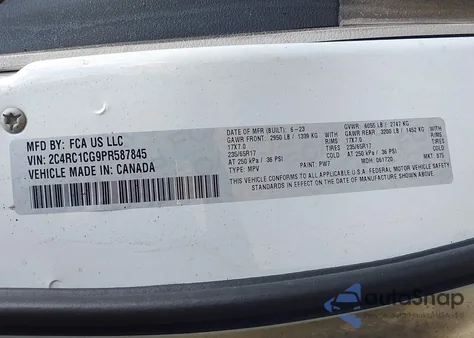 MFD BY: FCA US LLC
VIN: 2C4RC1CG9PR587845
VEHICLE MADE IN: CANADA
DATE OF MFR (BUILT): 6-23 GVWR: 6055 LB / 2747 KG
GAWR FRONT: 2950 LB / 1339 KG GAWR REAR: 3200 LB / 1452 KG
17X7.0 17X7.0
235/65R17 235/65R17
AT 250 kPa / 36 PSI COLD AT 250 kPa / 36 PSI COLD
TYPE: MPV PAINT: PW7 MDH: 061720 MKT:
THIS VEHICLE CONFORMS TO ALL APPLICABLE U.S.A. FEDERAL MOTOR VEHICLE
SAFETY STANDARDS IN EFFECT ON THE DATE OF MANUFACTURE SHOWN ABOVE.
autoSnap